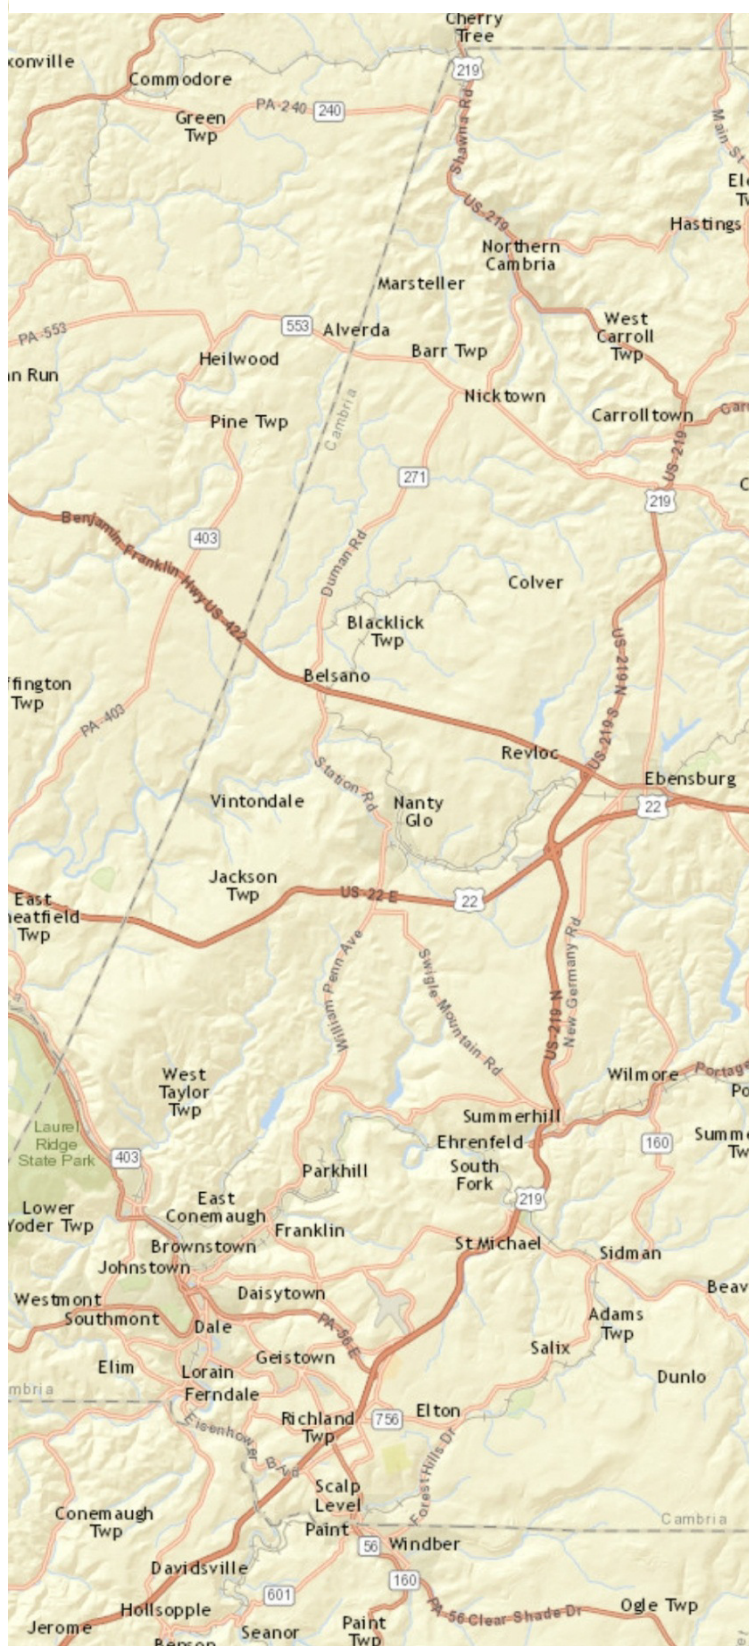 Cherry
Tree
xonville
219
Commodore
PA-240
240
Shawna Rd
Green
Twp
Main St
US-219
Hastings
Northern
Cambria
Marsteller
PA-553
553
Alverda
West
Carroll
Twp
Heilwood
Barr Twp
an Run
Nicktown
Carrolltown
Pine Twp
Cambria
US-219
271
219
Benjamin Franklin Hwy US-422
403
Duman Rd
Colver
Blacklick
Twp
US-219 N
Belsano
ffington
Twp
PA-403
US-219 S
Revloc
Ebensburg
Station Rd
Vintondale
Nanty
Glo
22
Jackson
Twp
US-22 E
22
East
heatfield
Twp
William Penn Ave
Swigle Mountain Rd
New Germany Rd
US-219 N
West
Taylor
Twp
Wilmore
Portage
Po
Summerhill
Laurel
Ridge
State Park
Ehrenfeld
160
Summe
Tw
403
Parkhill
South
Fork
219
Lower
Yoder Twp
East
Conemaugh
Franklin
Brownstown
St.Michael
Sidman
Johnstown
Daisytown
Beav
Westmont
Southmont
Dale
PA-56 E
Adams
Twp
Geistown
Salix
Elim
Lorain
Dunlo
mbria
Ferndale
Richland
Twp
756
Elton
Eisenhower Blvd
Forest Hills Dr
Scalp
Level
Conemaugh
Twp
Paint
Cambria
56
Windber
Davidsville
160
601
Hollsopple
PA-56 Clear Shade Dr
Ogle Twp
Jerome
Seanor
Paint
Twp
Benson